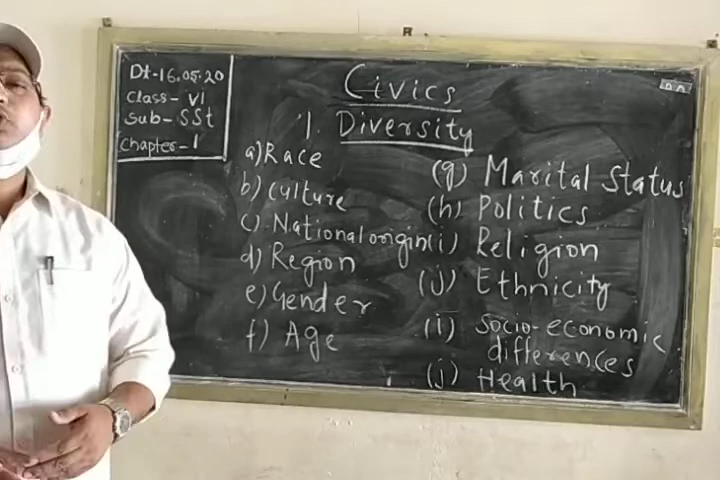 Dt-16.05.20
Class- VI
Sub- SSt
Chapter-1
Civics
1. Diversity
a) Race
b) Culture
c) National origin
d) Region
e) Gender
f) Age
(g) Marital Status
(h) Politics
(i) Religion
(j) Ethnicity
(i) Socio-economic
differences
(j) Health